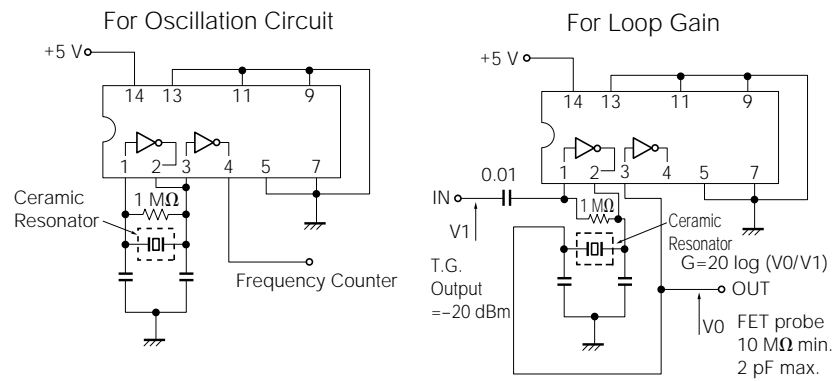 For Oscillation Circuit
+5 V
14 13 11 9
1 2 3 4 5 7
Ceramic
Resonator
1 MΩ
Frequency Counter
For Loop Gain
+5 V
14 13 11 9
1 2 3 4 5 7
0.01
IN
V1
1 MΩ
Ceramic
Resonator
G=20 log (V0/V1)
T.G.
Output
=–20 dBm
OUT
V0
FET probe
10 MΩ min.
2 pF max.